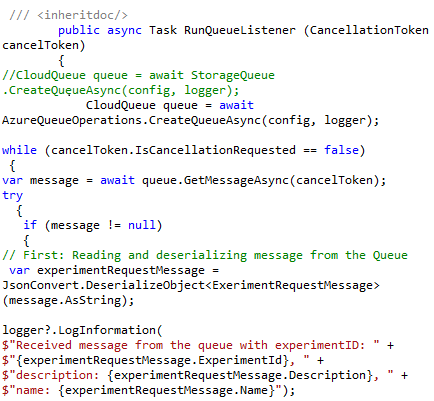 /// <inheritdoc/>
public async Task RunQueueListener (CancellationToken
cancelToken)
{
//CloudQueue queue = await StorageQueue
.CreateQueueAsync(config, logger);
CloudQueue queue = await
AzureQueueOperations.CreateQueueAsync(config, logger);
while (cancelToken.IsCancellationRequested == false)
{
var message = await queue.GetMessageAsync(cancelToken);
try
{
if (message != null)
{
// First: Reading and deserializing message from the Queue
var experimentRequestMessage =
JsonConvert.DeserializeObject<ExerimentRequestMessage>
(message.AsString);
logger?.LogInformation(
$"Received message from the queue with experimentID: " +
$"{experimentRequestMessage.ExperimentId}, " +
$"description: {experimentRequestMessage.Description}, " +
$"name: {experimentRequestMessage.Name}");